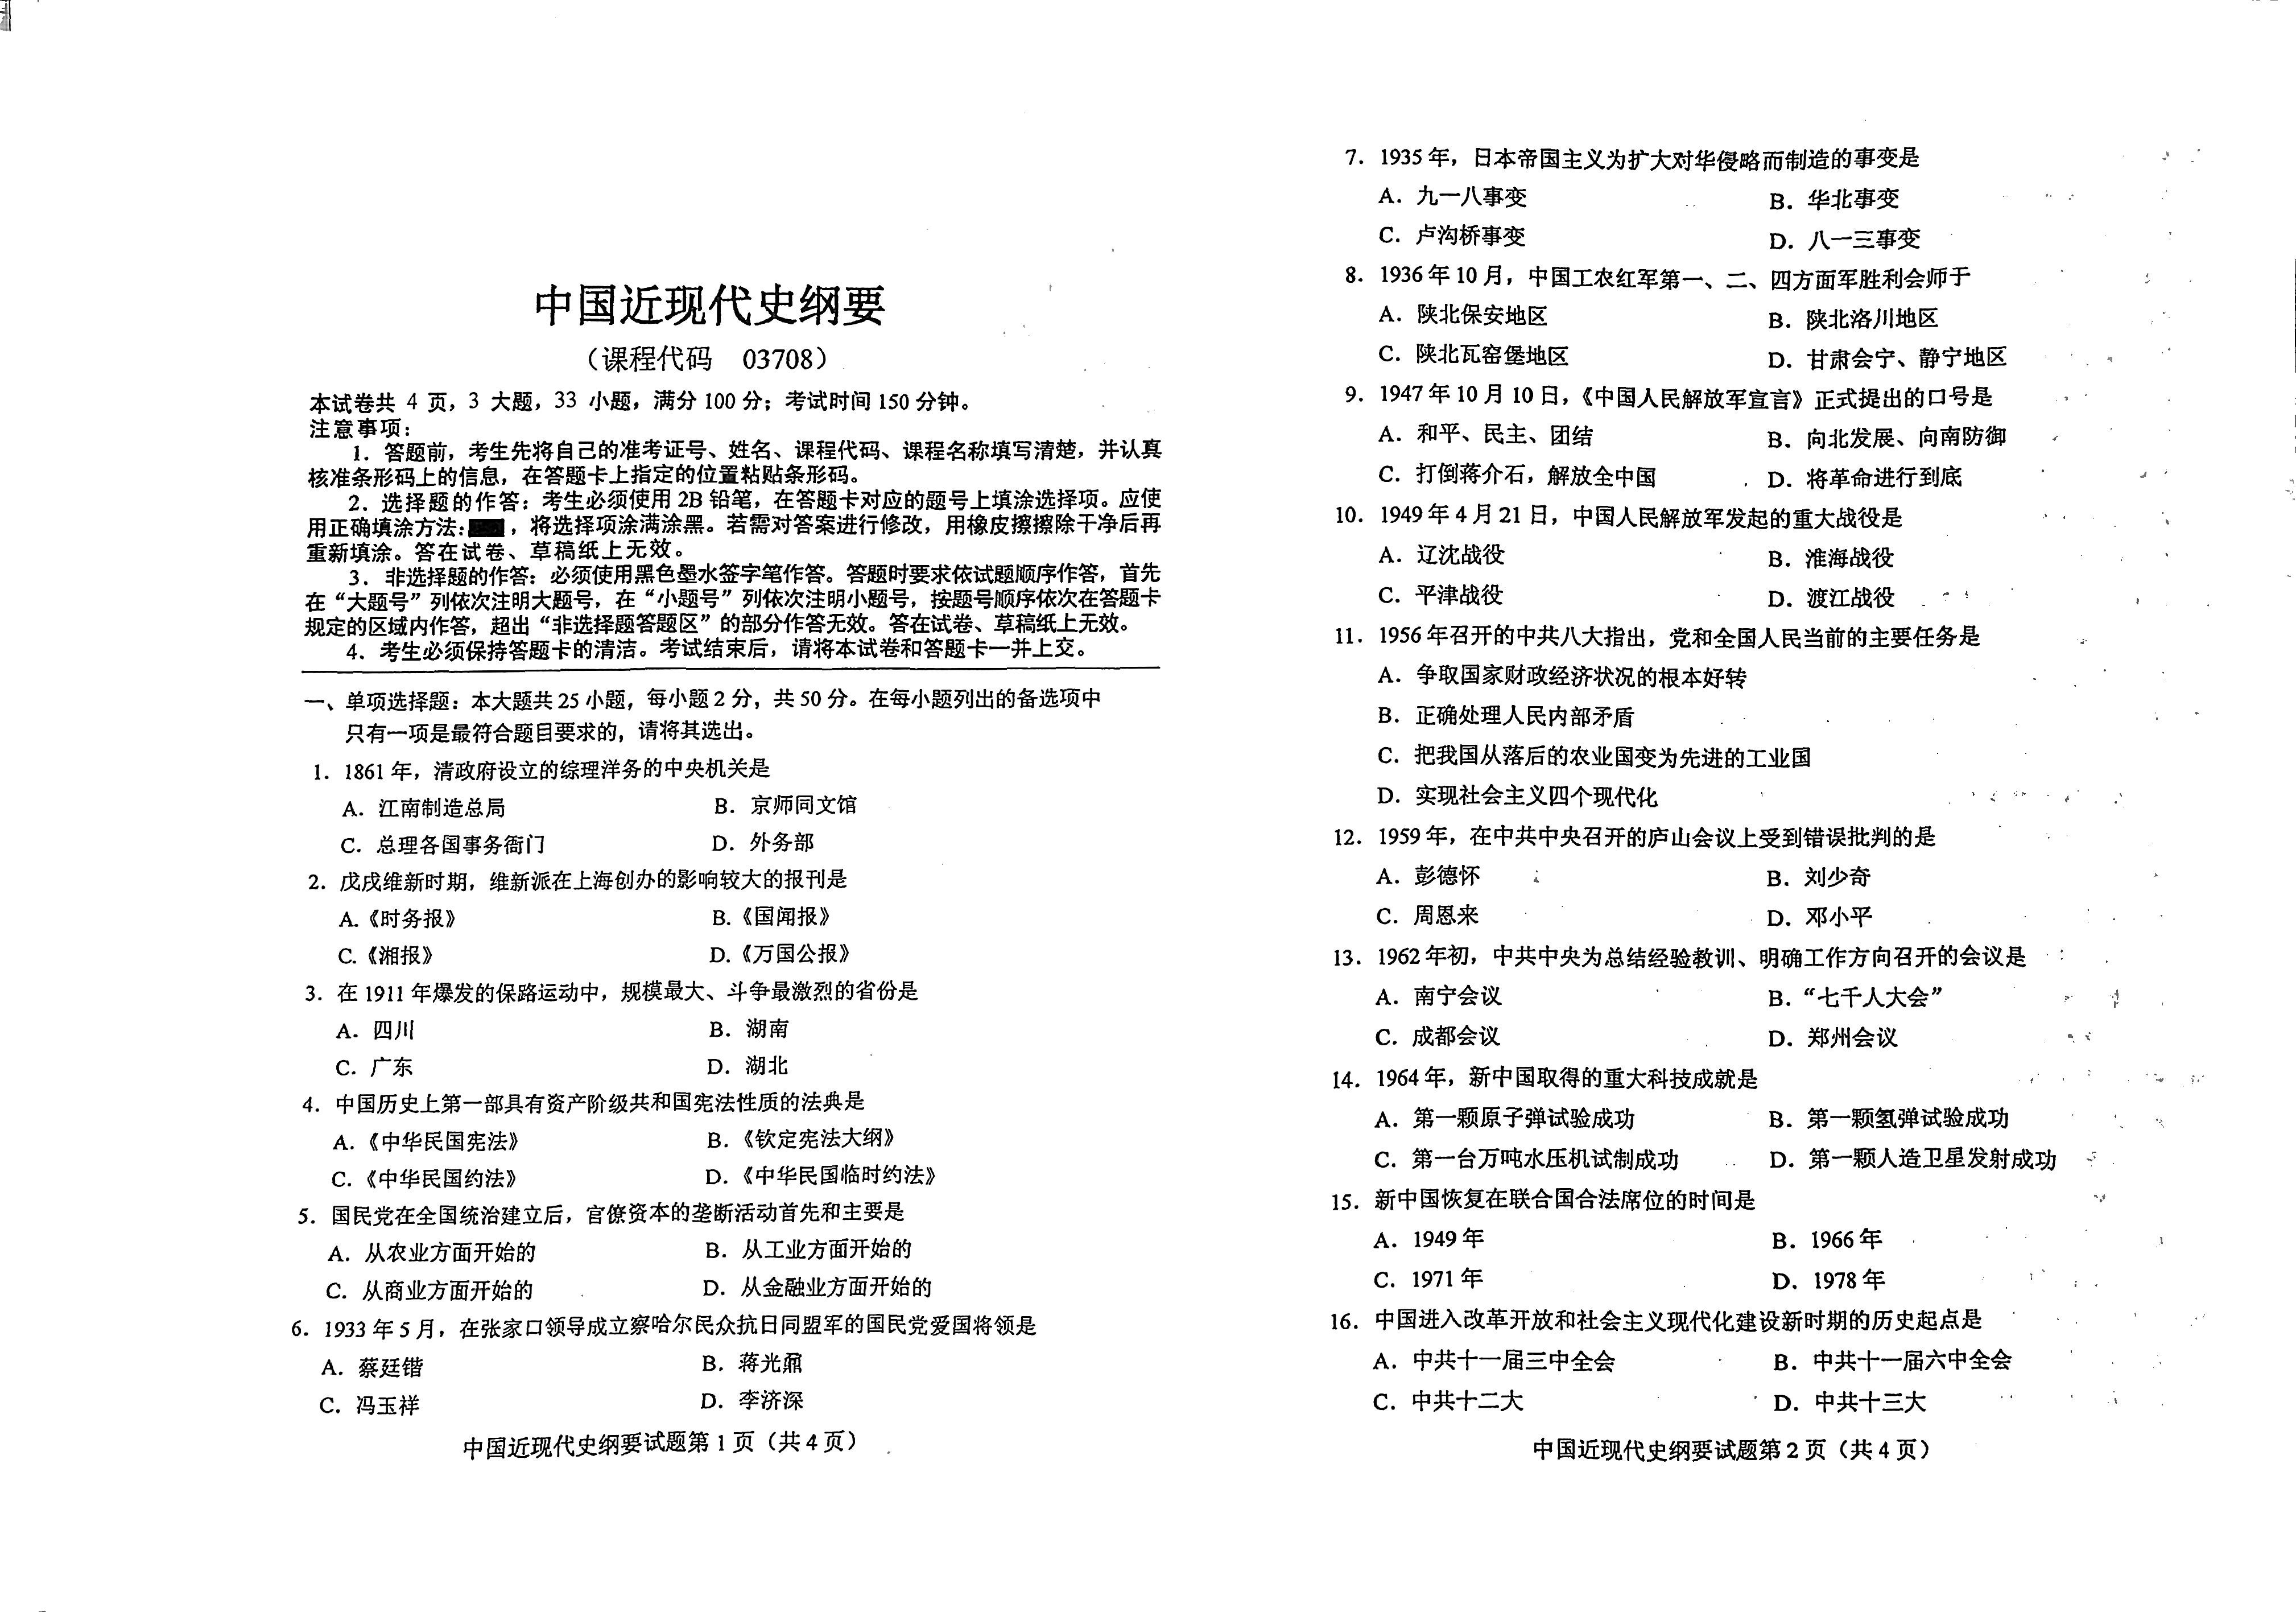 中国近现代史纲要
（课程代码 03708）
本试卷共 4 页，3 大题，33 小题，满分 100 分；考试时间 150 分钟。
注意事项：
1．答题前，考生先将自己的准考证号、姓名、课程代码、课程名称填写清楚，并认真
核准条形码上的信息，在答题卡上指定的位置粘贴条形码。
2．选择题的作答：考生必须使用 2B 铅笔，在答题卡对应的题号上填涂选择项。应使
用正确填涂方法：，将选择项涂满涂黑。若需对答案进行修改，用橡皮擦擦除干净后再
重新填涂。答在试卷、草稿纸上无效。
3．非选择题的作答：必须使用黑色墨水签字笔作答。答题时要求依试题顺序作答，首先
在“大题号”列依次注明大题号，在“小题号”列依次注明小题号，按题号顺序依次在答题卡
规定的区域内作答，超出“非选择题答题区”的部分作答无效。答在试卷、草稿纸上无效。
4．考生必须保持答题卡的清洁。考试结束后，请将本试卷和答题卡一并上交。
一、单项选择题：本大题共 25 小题，每小题 2 分，共 50 分。在每小题列出的备选项中
只有一项是最符合题目要求的，请将其选出。
1．1861 年，清政府设立的综理洋务的中央机关是
A．江南制造总局 B．京师同文馆
C．总理各国事务衙门 D．外务部
2．戊戌维新时期，维新派在上海创办的影响较大的报刊是
A.《时务报》 B.《国闻报》
C.《湘报》 D.《万国公报》
3．在 1911 年爆发的保路运动中，规模最大、斗争最激烈的省份是
A．四川 B．湖南
C．广东 D．湖北
4．中国历史上第一部具有资产阶级共和国宪法性质的法典是
A．《中华民国宪法》 B．《钦定宪法大纲》
C．《中华民国约法》 D．《中华民国临时约法》
5．国民党在全国统治建立后，官僚资本的垄断活动首先和主要是
A．从农业方面开始的 B．从工业方面开始的
C．从商业方面开始的 D．从金融业方面开始的
6．1933 年 5 月，在张家口领导成立察哈尔民众抗日同盟军的国民党爱国将领是
A．蔡廷锴 B．蒋光鼐
C．冯玉祥 D．李济深
中国近现代史纲要试题第 1 页（共 4 页）
7．1935 年，日本帝国主义为扩大对华侵略而制造的事变是
A．九一八事变 B．华北事变
C．卢沟桥事变 D．八一三事变
8．1936 年 10 月，中国工农红军第一、二、四方面军胜利会师于
A．陕北保安地区 B．陕北洛川地区
C．陕北瓦窑堡地区 D．甘肃会宁、静宁地区
9．1947 年 10 月 10 日，《中国人民解放军宣言》正式提出的口号是
A．和平、民主、团结 B．向北发展、向南防御
C．打倒蒋介石，解放全中国 D．将革命进行到底
10．1949 年 4 月 21 日，中国人民解放军发起的重大战役是
A．辽沈战役 B．淮海战役
C．平津战役 D．渡江战役
11．1956 年召开的中共八大指出，党和全国人民当前的主要任务是
A．争取国家财政经济状况的根本好转
B．正确处理人民内部矛盾
C．把我国从落后的农业国变为先进的工业国
D．实现社会主义四个现代化
12．1959 年，在中共中央召开的庐山会议上受到错误批判的是
A．彭德怀 B．刘少奇
C．周恩来 D．邓小平
13．1962 年初，中共中央为总结经验教训、明确工作方向召开的会议是
A．南宁会议 B．“七千人大会”
C．成都会议 D．郑州会议
14．1964 年，新中国取得的重大科技成就是
A．第一颗原子弹试验成功 B．第一颗氢弹试验成功
C．第一台万吨水压机试制成功 D．第一颗人造卫星发射成功
15．新中国恢复在联合国合法席位的时间是
A．1949 年 B．1966 年
C．1971 年 D．1978 年
16．中国进入改革开放和社会主义现代化建设新时期的历史起点是
A．中共十一届三中全会 B．中共十一届六中全会
C．中共十二大 D．中共十三大
中国近现代史纲要试题第 2 页（共 4 页）